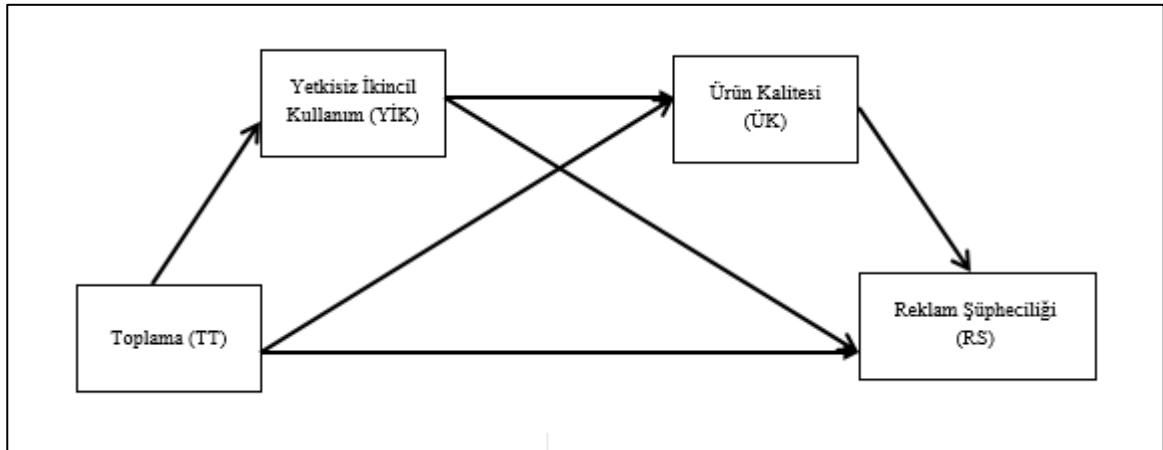 Yetkisiz İkincil
Kullanım (YİK)
Ürün Kalitesi
(ÜK)
Toplama (TT)
Reklam Şüpheciliği
(RS)